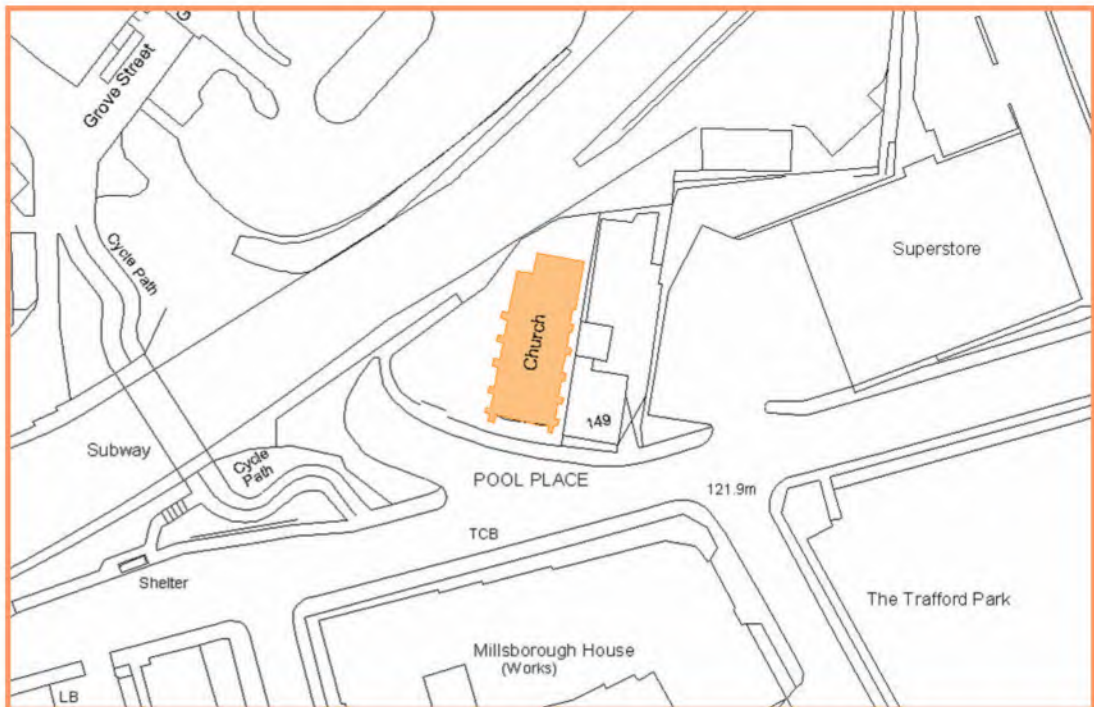 G
Grove Street
Cycle Path
Superstore
Church
149
Subway
Cycle
Path
POOL PLACE
121.9m
TCB
Shelter
The Trafford Park
Millsborough House
(Works)
LB